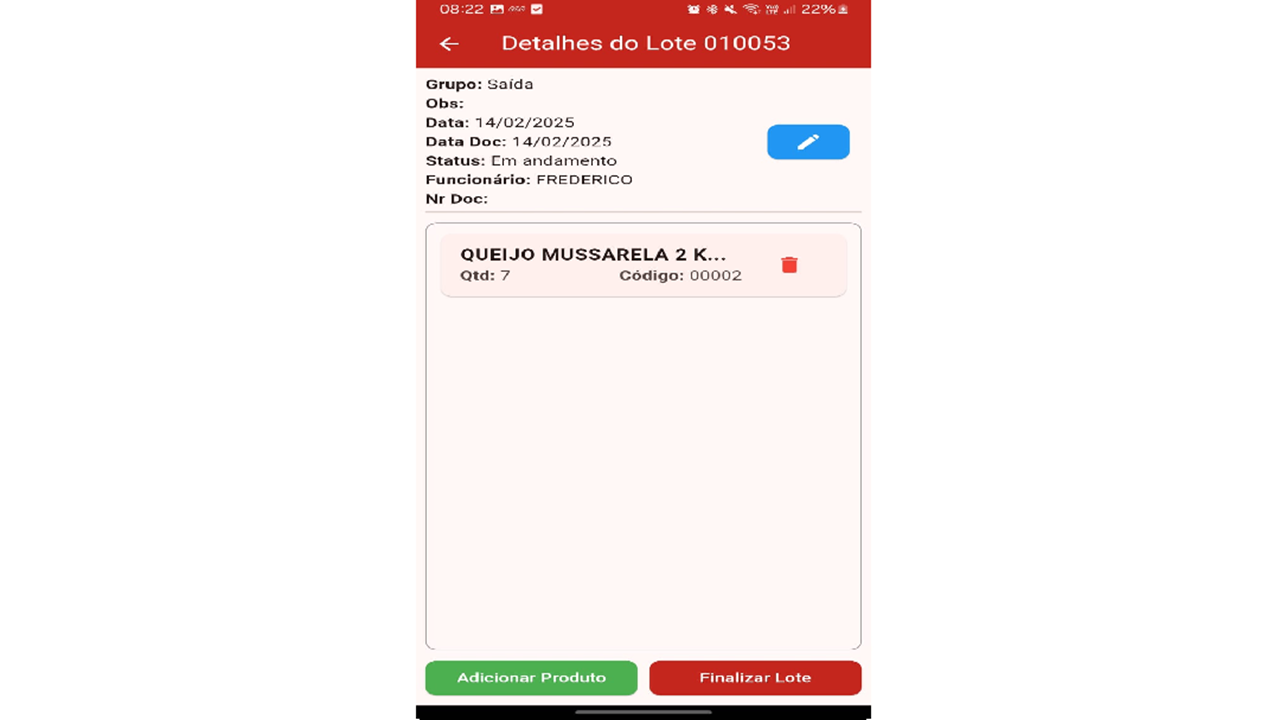 08:22 22%
Detalhes do Lote 010053
Grupo: Saída
Obs:
Data: 14/02/2025
Data Doc: 14/02/2025
Status: Em andamento
Funcionário: FREDERICO
Nr Doc:
QUEIJO MUSSARELA 2 K...
Qtd: 7 Código: 00002
Adicionar Produto Finalizar Lote